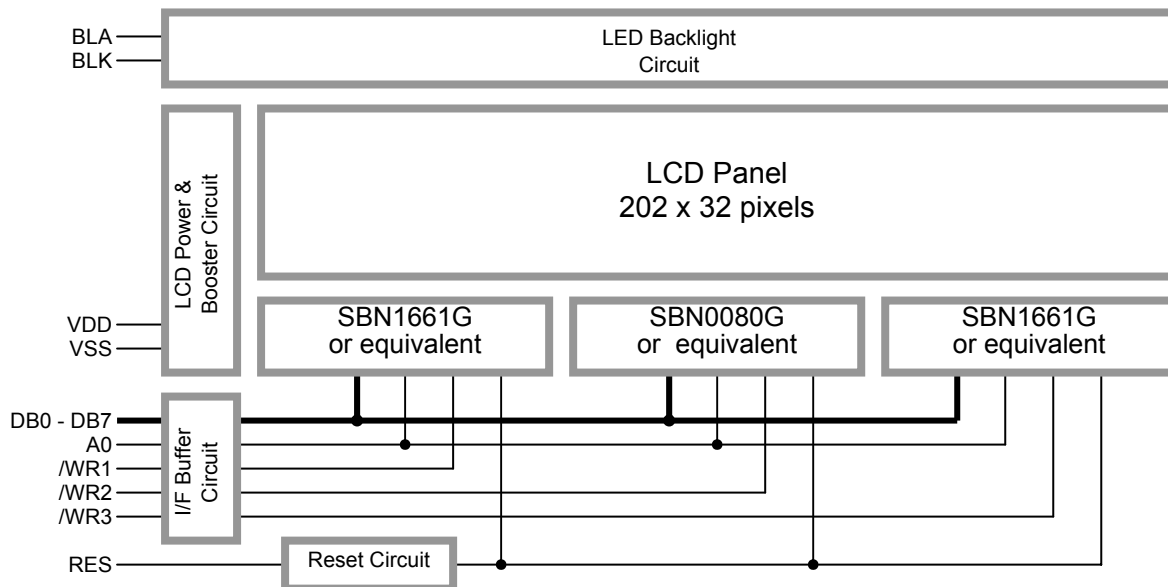 BLA
BLK
LED Backlight
Circuit
LCD Power &
Booster Circuit
LCD Panel
202 x 32 pixels
VDD
VSS
SBN1661G
or equivalent
SBN0080G
or equivalent
SBN1661G
or equivalent
DB0 - DB7
A0
/WR1
/WR2
/WR3
I/F Buffer
Circuit
RES
Reset Circuit